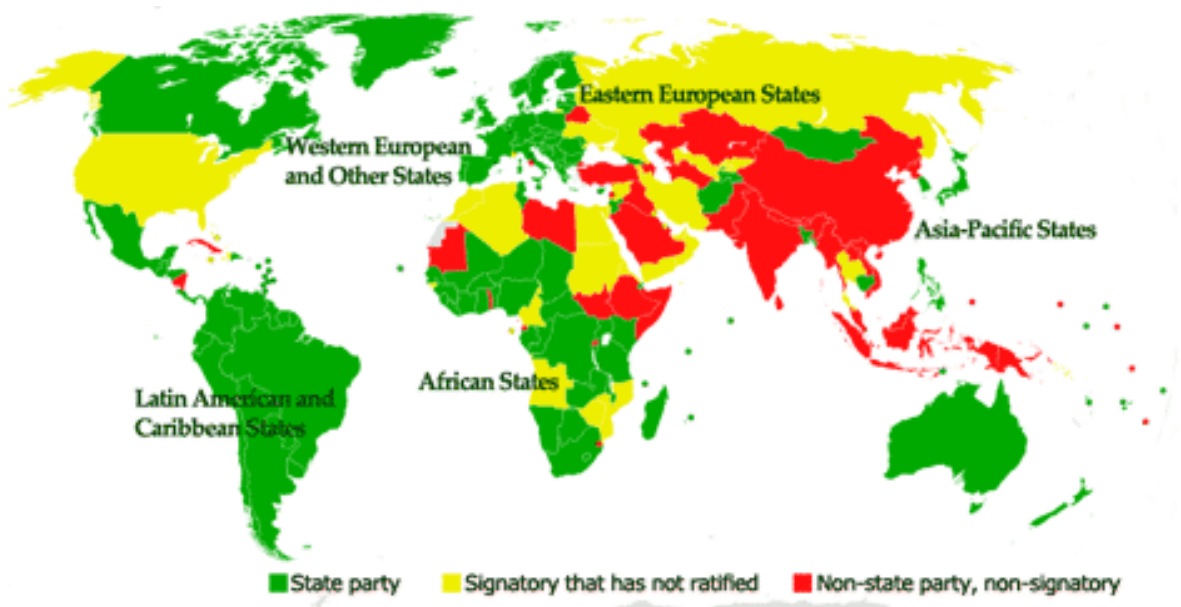 Eastern European States
Western European
and Other States
Asia-Pacific States
African States
Latin American and
Caribbean States
State party
Signatory that has not ratified
Non-state party, non-signatory